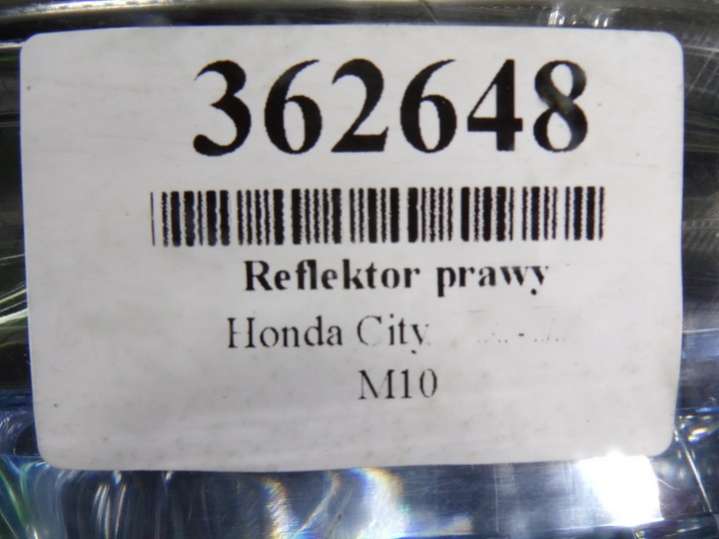 362648
Reflektor prawy
Honda City
M10